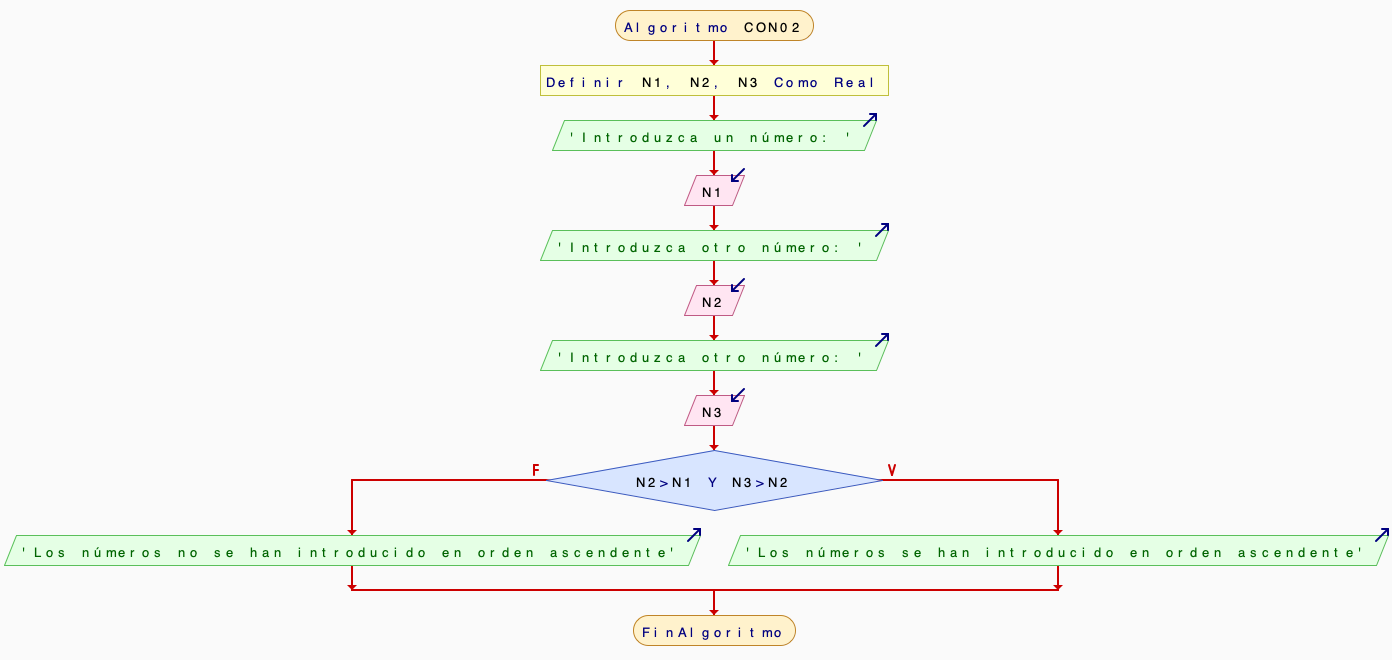 Algoritmo CON02
Definir N1, N2, N3 Como Real
'Introduzca un número: '
N1
'Introduzca otro número: '
N2
'Introduzca otro número: '
N3
F
V
N2>N1 Y N3>N2
'Los números no se han introducido en orden ascendente'
'Los números se han introducido en orden ascendente'
FinAlgoritmo